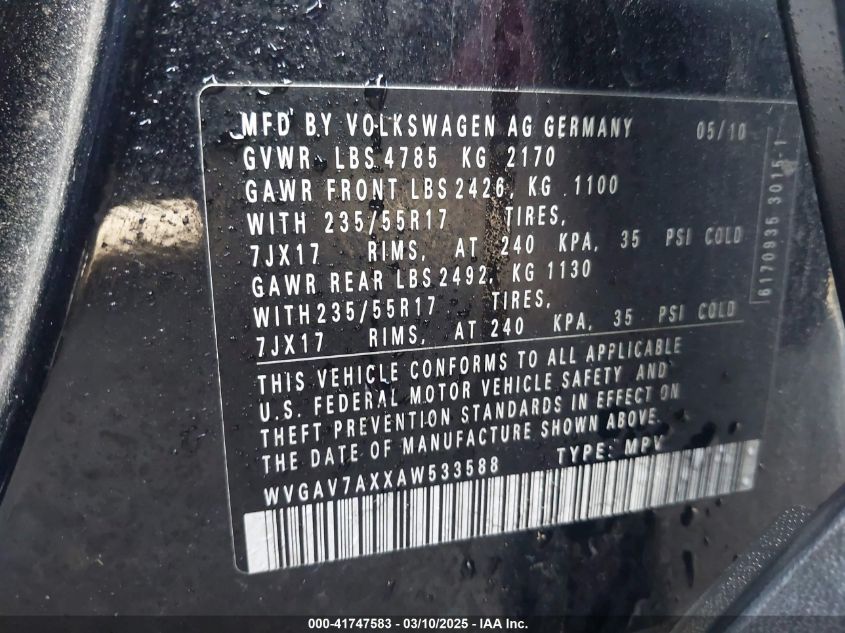 MFD BY VOLKSWAGEN AG GERMANY 05/10
GVWR LBS 4785 KG 2170
GAWR FRONT LBS 2426, KG 1100
WITH 235/55R17 TIRES,
7JX17 RIMS, AT 240 KPA, 35 PSI COLD
GAWR REAR LBS 2492, KG 1130
WITH 235/55R17 TIRES,
7JX17 RIMS, AT 240 KPA, 35 PSI COLD
THIS VEHICLE CONFORMS TO ALL APPLICABLE
U.S. FEDERAL MOTOR VEHICLE SAFETY AND
THEFT PREVENTION STANDARDS IN EFFECT ON
THE DATE OF MANUFACTURE SHOWN ABOVE.
WVGAV7AXXAW533588 TYPE: MPV
6170936 3015 1
000-41747583 - 03/10/2025 - IAA Inc.